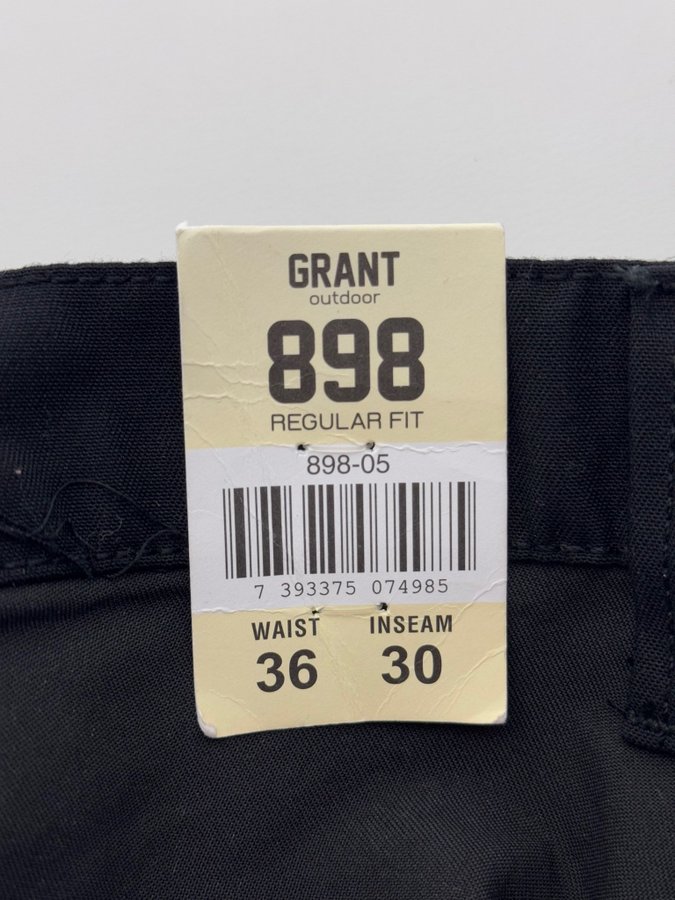 GRANT
outdoor
898
REGULAR FIT
898-05
7 393375 074985
WAIST INSEAM
36 30